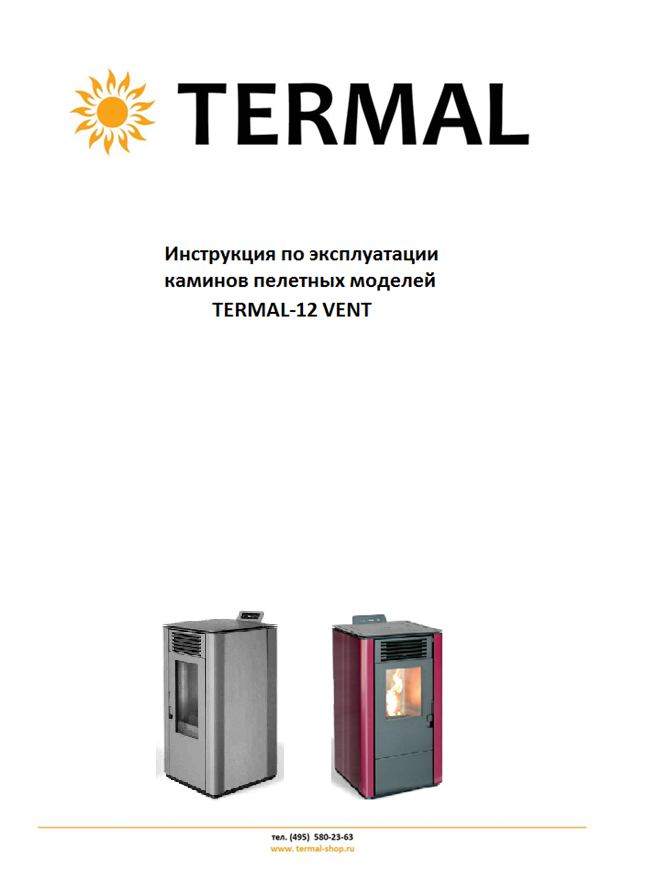 TERMAL
Инструкция по эксплуатации
каминов пелетных моделей
TERMAL-12 VENT
тел. (495) 580-23-63
www. termal-shop.ru